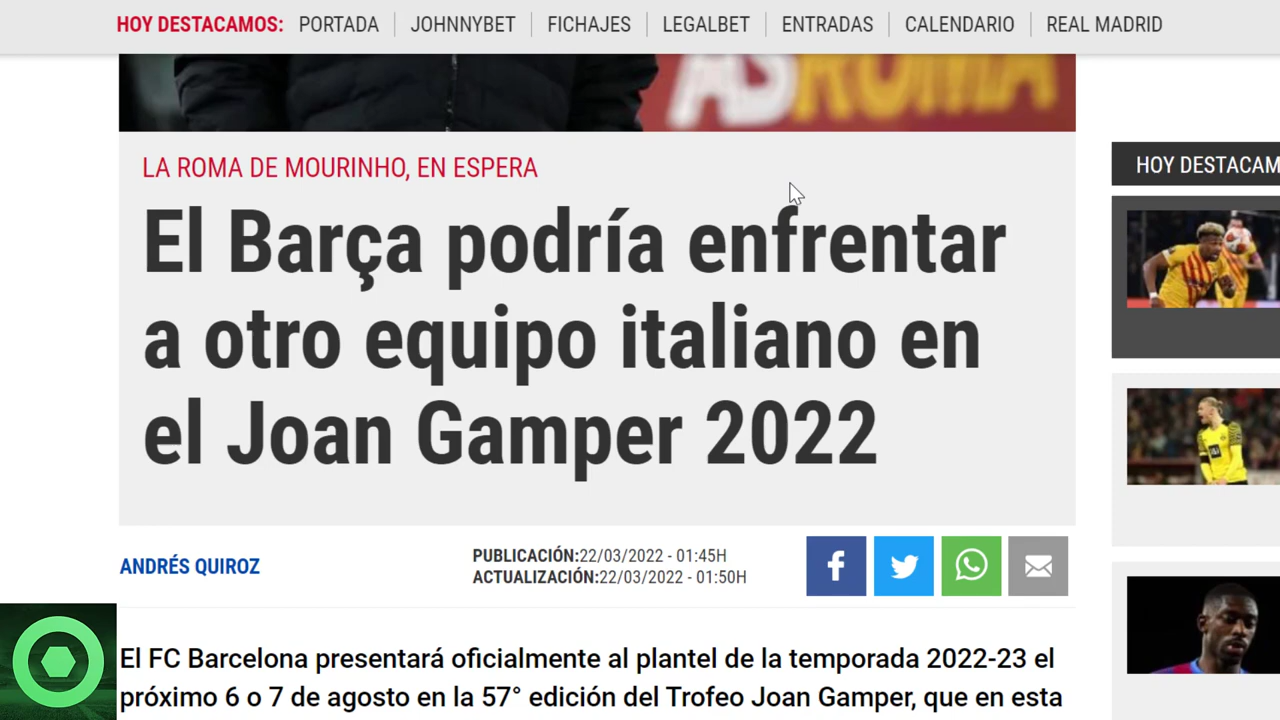 HOY DESTACAMOS: PORTADA JOHNNYBET FICHAJES LEGALBET ENTRADAS CALENDARIO REAL MADRID
ASROMA
LA ROMA DE MOURINHO, EN ESPERA
El Barça podría enfrentar
a otro equipo italiano en
el Joan Gamper 2022
HOY DESTACAM
ANDRÉS QUIROZ
PUBLICACIÓN:22/03/2022 - 01:45H
ACTUALIZACIÓN:22/03/2022 - 01:50H
El FC Barcelona presentará oficialmente al plantel de la temporada 2022-23 el
próximo 6 o 7 de agosto en la 57° edición del Trofeo Joan Gamper, que en esta